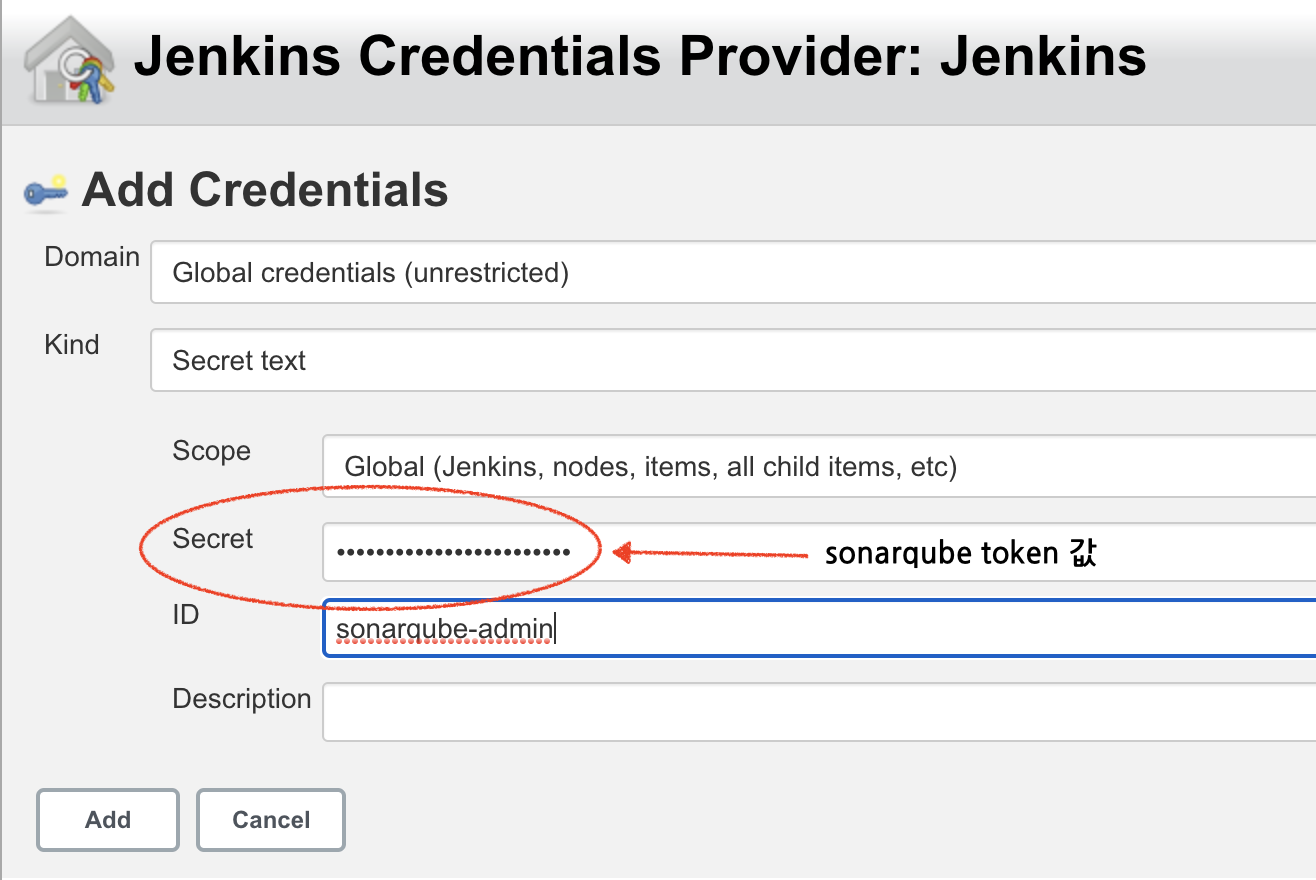 Jenkins Credentials Provider: Jenkins
Add Credentials
Domain
Global credentials (unrestricted)
Kind
Secret text
Scope
Global (Jenkins, nodes, items, all child items, etc)
Secret
•••••••••••••••••••••••• sonarqube token 값
ID
sonarqube-admin
Description
Add
Cancel